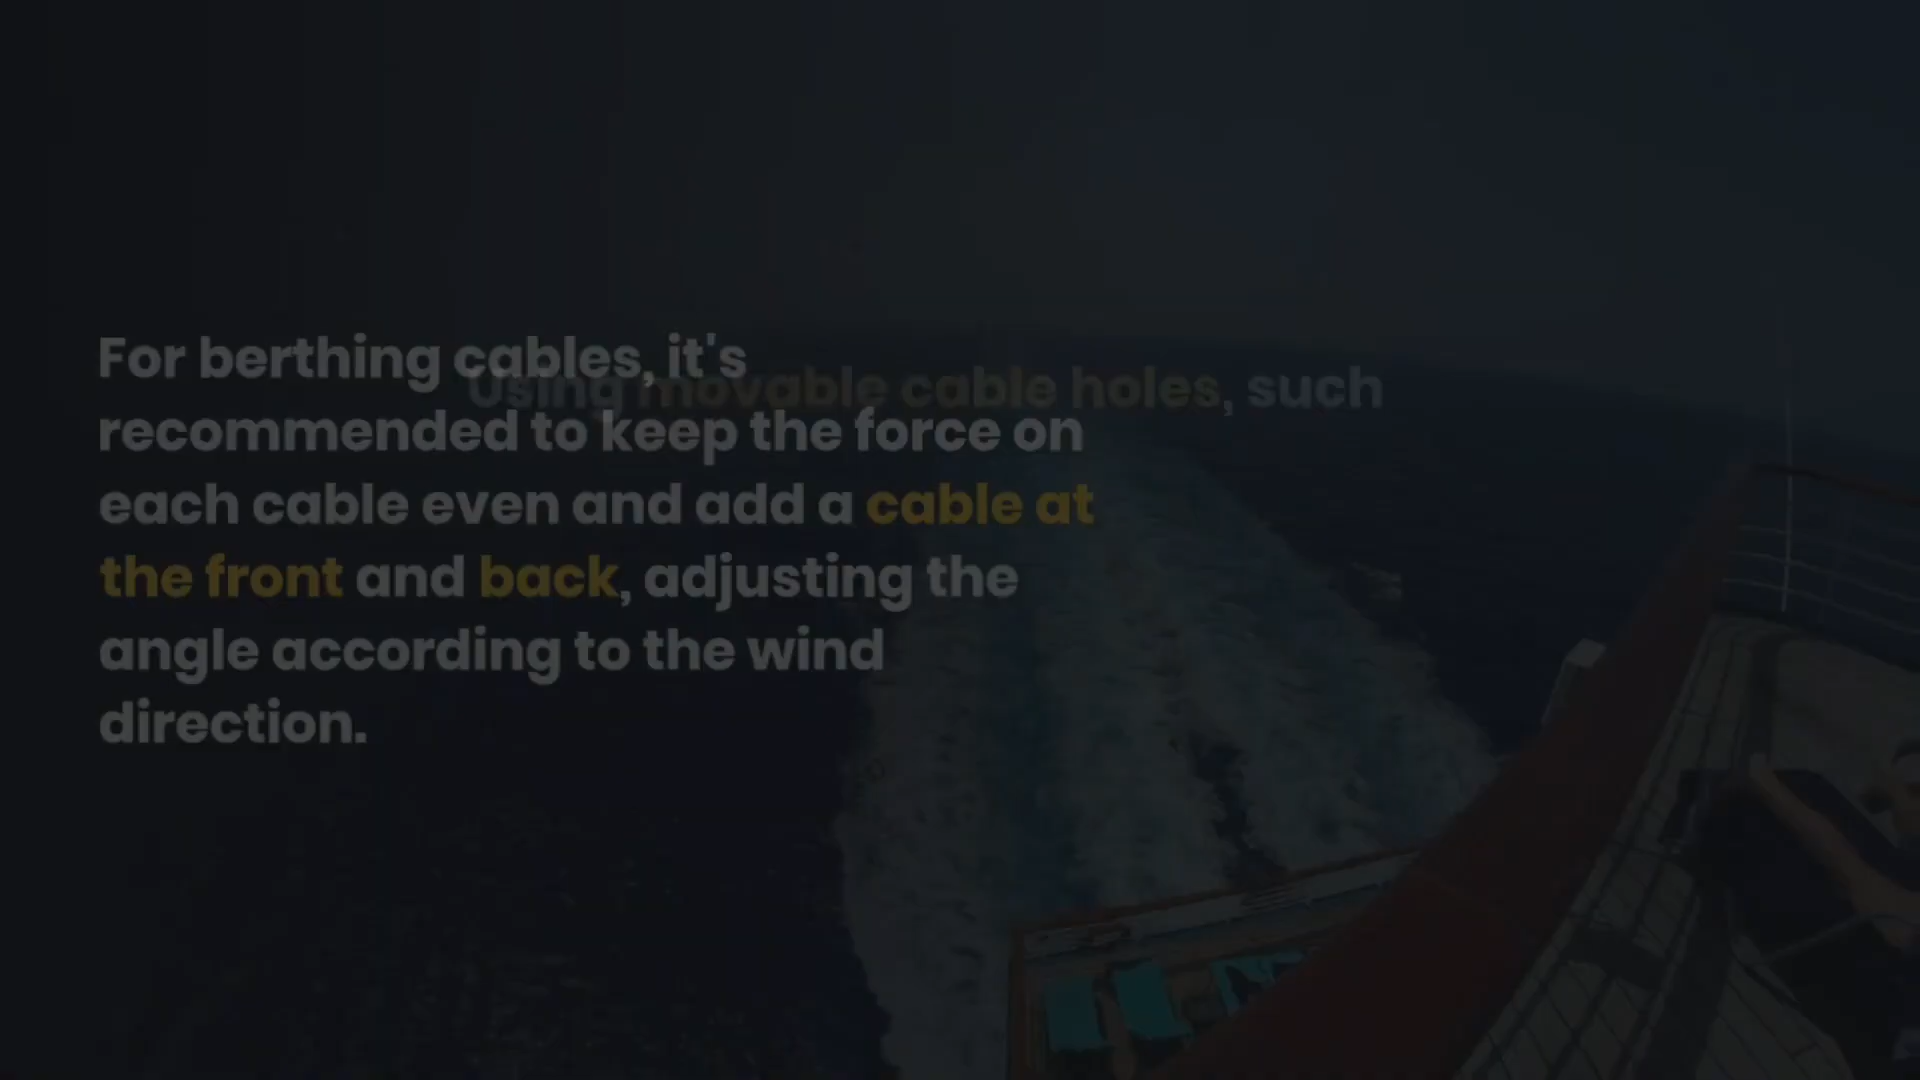 For berthing cables, it's
Using movable cable holes, such
recommended to keep the force on
each cable even and add a cable at
the front and back, adjusting the
angle according to the wind
direction.